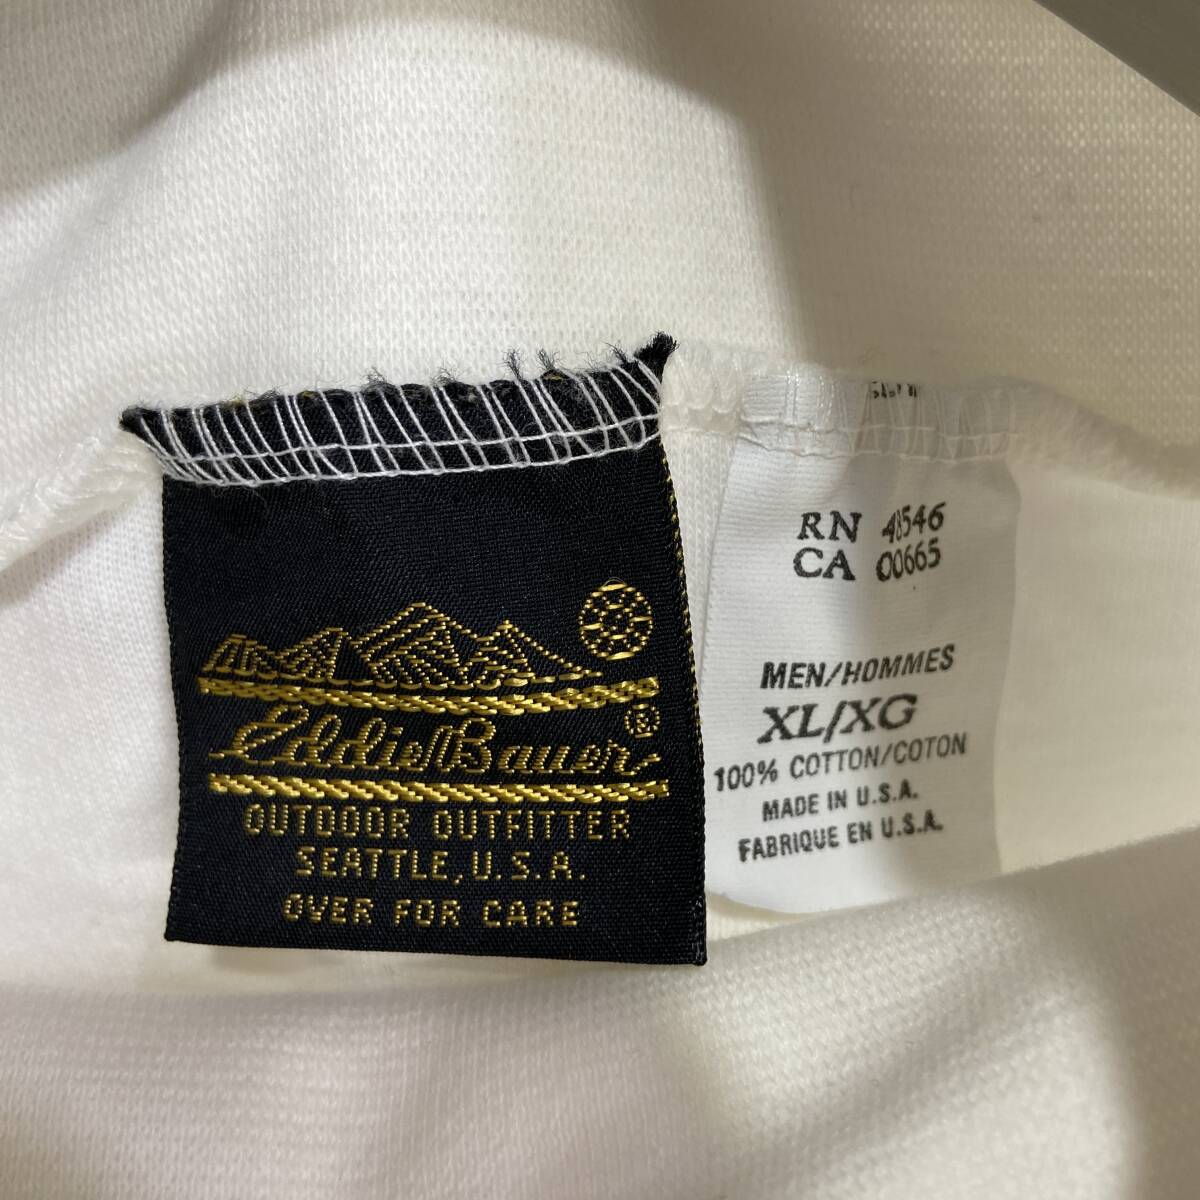 Eddie Bauer ®
OUTDOOR OUTFITTER
SEATTLE, U.S.A.
OVER FOR CARE
RN 48546
CA 00665
MEN/HOMMES
XL/XG
100% COTTON/COTON
MADE IN U.S.A.
FABRIQUE EN U.S.A.